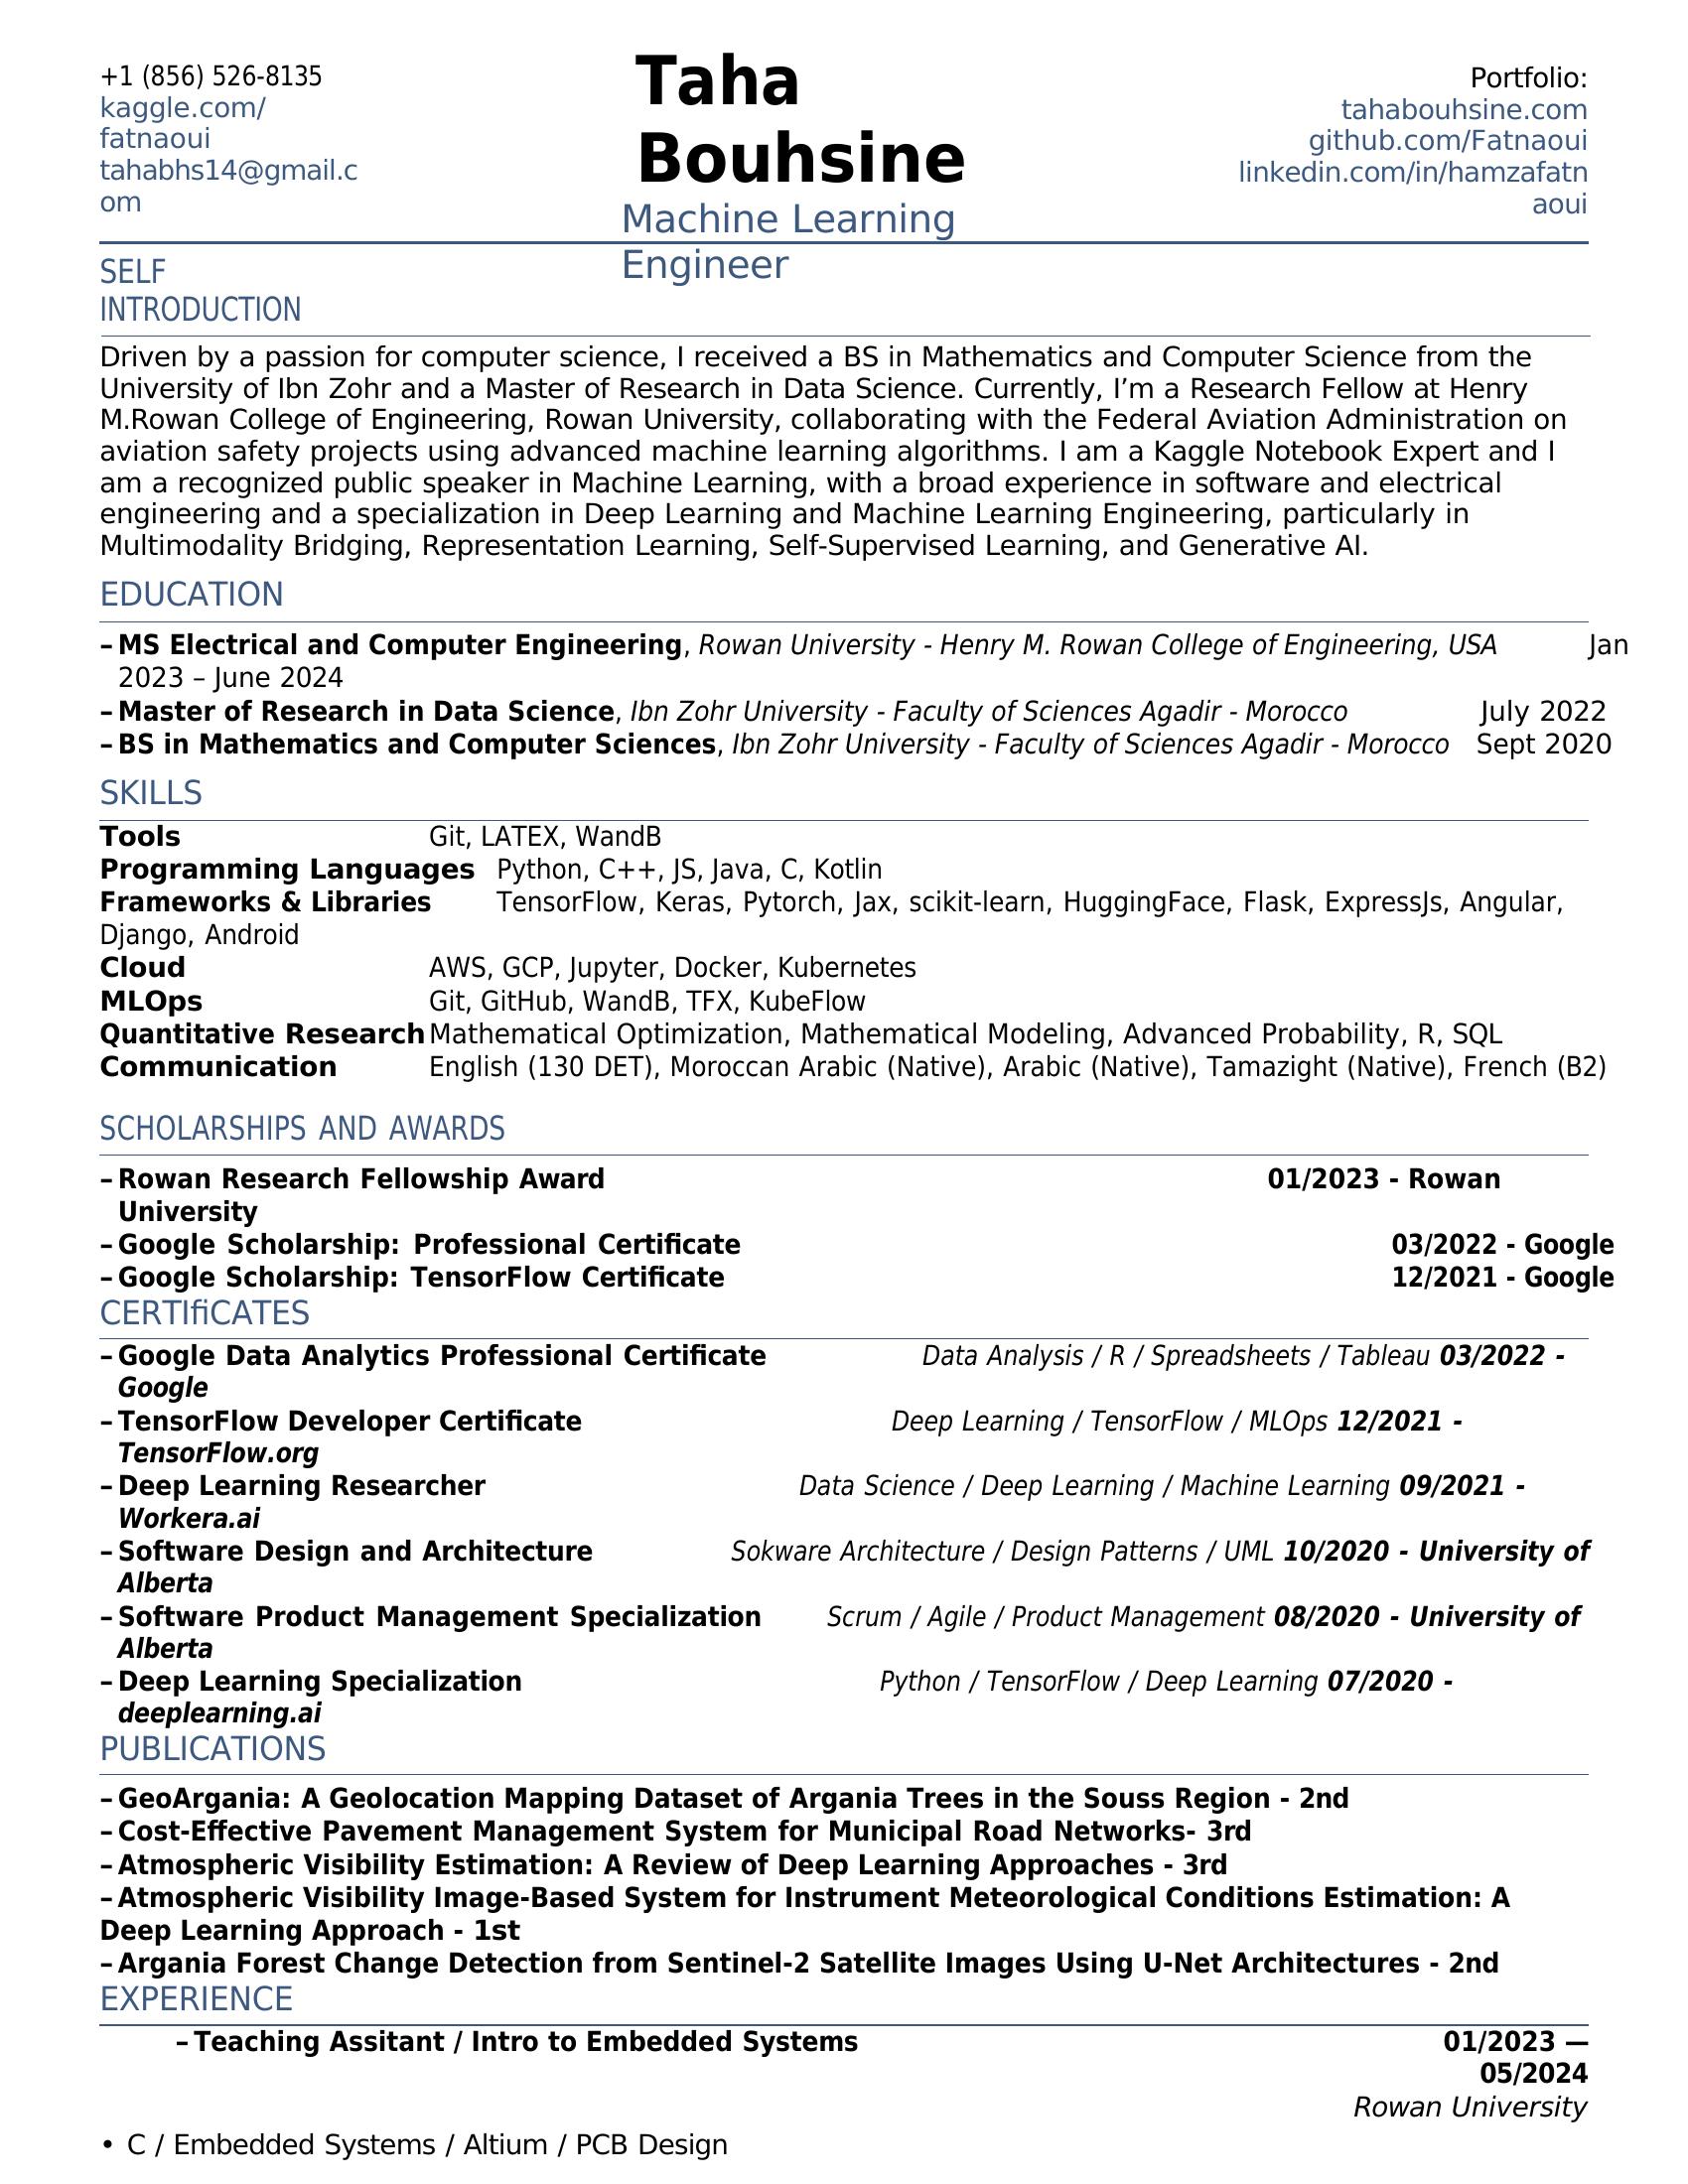 +1 (856) 526-8135
kaggle.com/
fatnaoui
tahabhs14@gmail.c
om
Taha
Bouhsine
Machine Learning
Engineer
Portfolio:
tahabouhsine.com
github.com/Fatnaoui
linkedin.com/in/hamzafatn
aoui
SELF
INTRODUCTION
Driven by a passion for computer science, I received a BS in Mathematics and Computer Science from the
University of Ibn Zohr and a Master of Research in Data Science. Currently, I’m a Research Fellow at Henry
M.Rowan College of Engineering, Rowan University, collaborating with the Federal Aviation Administration on
aviation safety projects using advanced machine learning algorithms. I am a Kaggle Notebook Expert and I
am a recognized public speaker in Machine Learning, with a broad experience in software and electrical
engineering and a specialization in Deep Learning and Machine Learning Engineering, particularly in
Multimodality Bridging, Representation Learning, Self-Supervised Learning, and Generative AI.
EDUCATION
– MS Electrical and Computer Engineering, Rowan University - Henry M. Rowan College of Engineering, USA Jan
2023 – June 2024
– Master of Research in Data Science, Ibn Zohr University - Faculty of Sciences Agadir - Morocco July 2022
– BS in Mathematics and Computer Sciences, Ibn Zohr University - Faculty of Sciences Agadir - Morocco Sept 2020
SKILLS
Tools Git, LATEX, WandB
Programming Languages Python, C++, JS, Java, C, Kotlin
Frameworks & Libraries TensorFlow, Keras, Pytorch, Jax, scikit-learn, HuggingFace, Flask, ExpressJs, Angular,
Django, Android
Cloud AWS, GCP, Jupyter, Docker, Kubernetes
MLOps Git, GitHub, WandB, TFX, KubeFlow
Quantitative Research Mathematical Optimization, Mathematical Modeling, Advanced Probability, R, SQL
Communication English (130 DET), Moroccan Arabic (Native), Arabic (Native), Tamazight (Native), French (B2)
SCHOLARSHIPS AND AWARDS
– Rowan Research Fellowship Award 01/2023 - Rowan
University
– Google Scholarship: Professional Certificate 03/2022 - Google
– Google Scholarship: TensorFlow Certificate 12/2021 - Google
CERTIfiCATES
– Google Data Analytics Professional Certificate Data Analysis / R / Spreadsheets / Tableau 03/2022 -
Google
– TensorFlow Developer Certificate Deep Learning / TensorFlow / MLOps 12/2021 -
TensorFlow.org
– Deep Learning Researcher Data Science / Deep Learning / Machine Learning 09/2021 -
Workera.ai
– Software Design and Architecture Sokware Architecture / Design Patterns / UML 10/2020 - University of
Alberta
– Software Product Management Specialization Scrum / Agile / Product Management 08/2020 - University of
Alberta
– Deep Learning Specialization Python / TensorFlow / Deep Learning 07/2020 -
deeplearning.ai
PUBLICATIONS
– GeoArgania: A Geolocation Mapping Dataset of Argania Trees in the Souss Region - 2nd
– Cost-Effective Pavement Management System for Municipal Road Networks- 3rd
– Atmospheric Visibility Estimation: A Review of Deep Learning Approaches - 3rd
– Atmospheric Visibility Image-Based System for Instrument Meteorological Conditions Estimation: A
Deep Learning Approach - 1st
– Argania Forest Change Detection from Sentinel-2 Satellite Images Using U-Net Architectures - 2nd
EXPERIENCE
– Teaching Assitant / Intro to Embedded Systems 01/2023 —
05/2024
Rowan University
• C / Embedded Systems / Altium / PCB Design